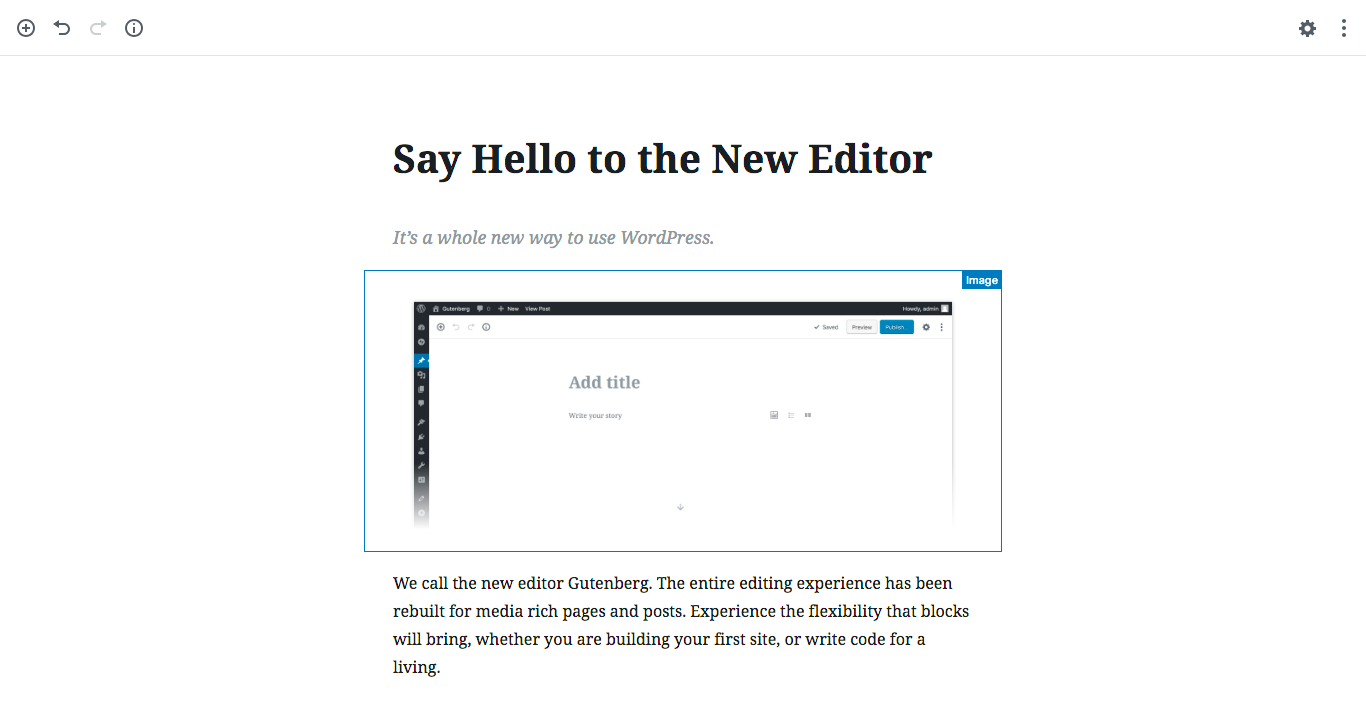 Say Hello to the New Editor
It’s a whole new way to use WordPress.
Image
Gutenberg 0 New View Post Howdy, admin
Saved Preview Publish...
Add title
Write your story
We call the new editor Gutenberg. The entire editing experience has been
rebuilt for media rich pages and posts. Experience the flexibility that blocks
will bring, whether you are building your first site, or write code for a
living.